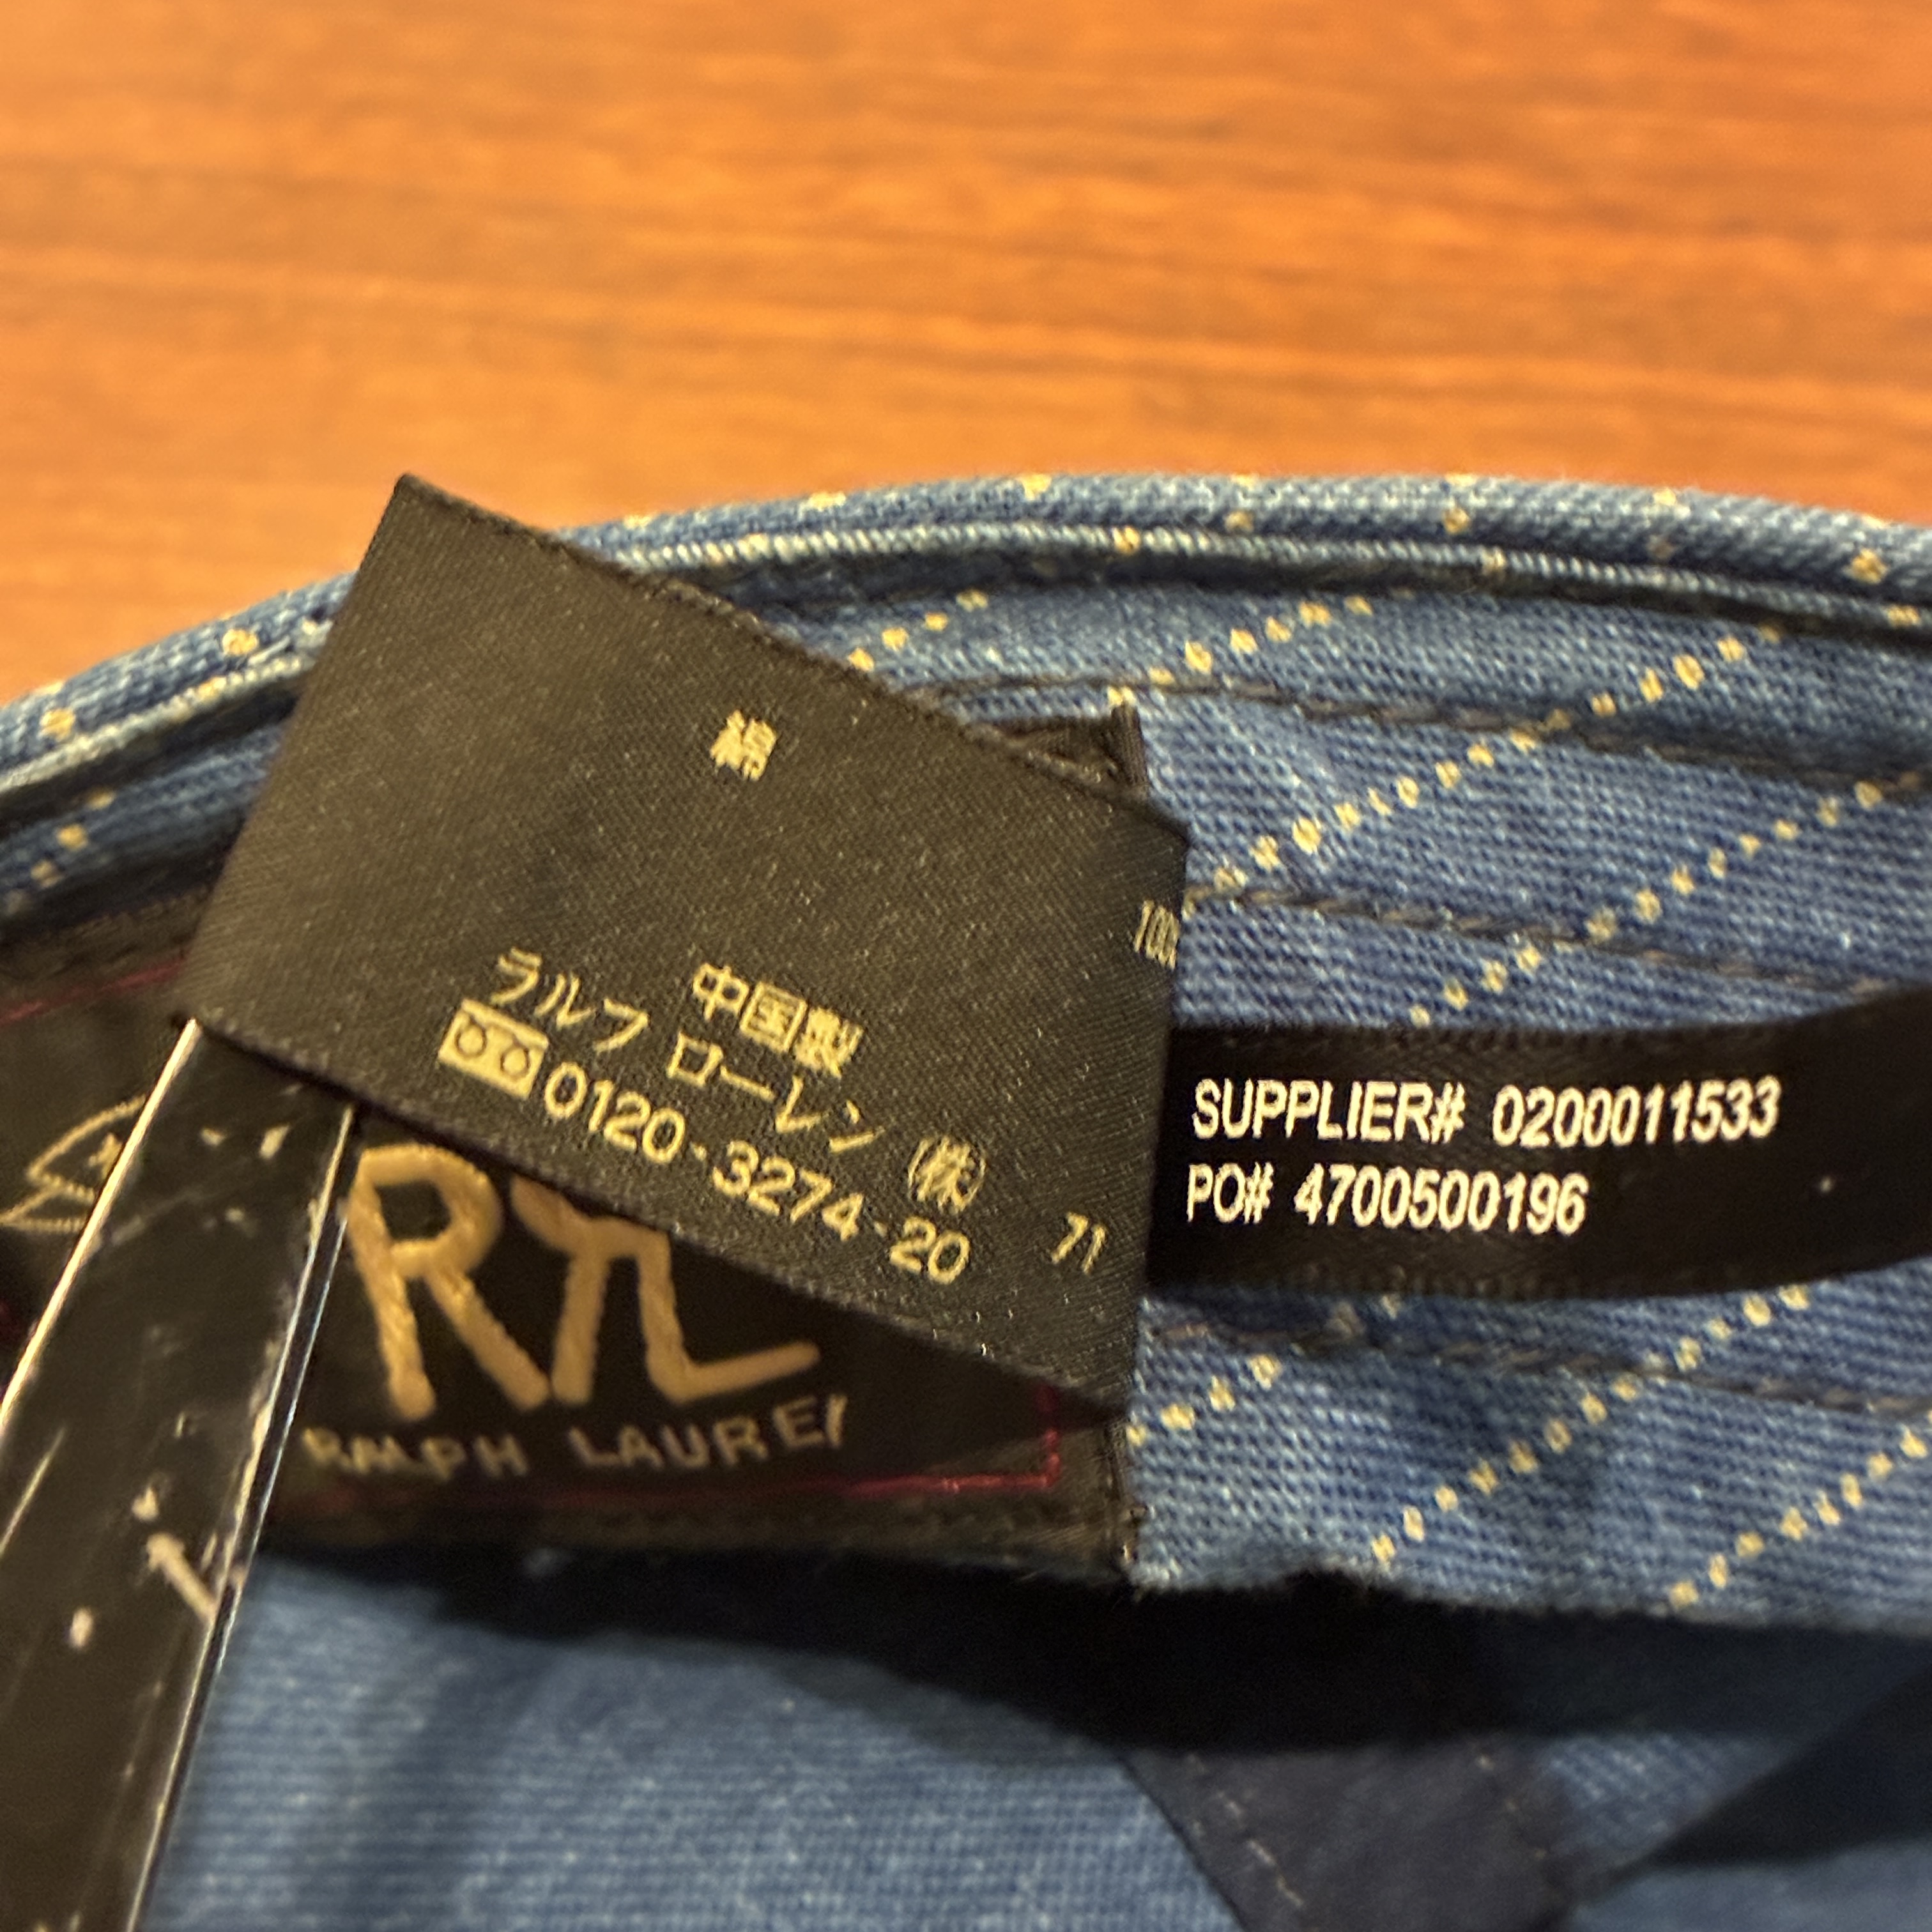 綿
100
中国製
ラルフ ローレン ㈱
0120-3274-20
71
SUPPLIER# 0200011533
PO# 4700500196
RRL
RALPH LAUREN